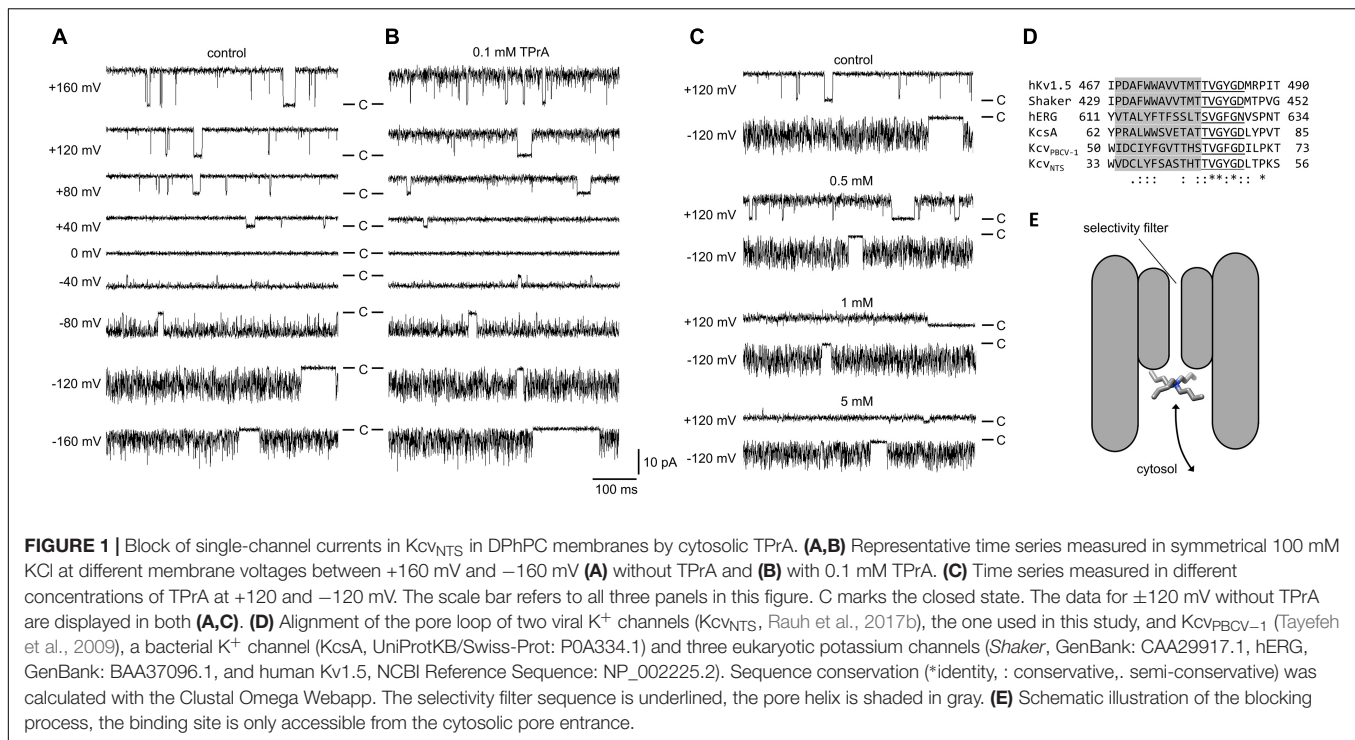 A
control
+160 mV
C
+120 mV
C
+80 mV
C
+40 mV
C
0 mV
C
-40 mV
C
-80 mV
C
-120 mV
C
-160 mV
C
B
0.1 mM TPrA
10 pA
100 ms
C
control
+120 mV
C
-120 mV
C
0.5 mM
+120 mV
C
-120 mV
C
1 mM
+120 mV
C
-120 mV
C
5 mM
+120 mV
C
-120 mV
C
D
hKv1.5 467 IPDAFWWAVVTMTTVGYGDMRPIT 490
Shaker 429 IPDAFWWAVVTMTTVGYGDMTPVG 452
hERG 611 YVTALYFTFSSLTSVGFGNVSPNT 634
KcsA 62 YPRALWWSVETATTVGYGDLYPVT 85
KcvPBCV-1 50 WIDCIYFGVTTHSTVGFGDILPKT 73
KcvNTS 33 WVDCLYFSASTHTTVGYGDLTPKS 56
.::: : ::**:*:: *
E
selectivity filter
cytosol
FIGURE 1 | Block of single-channel currents in KcvNTS in DPhPC membranes by cytosolic TPrA. (A,B) Representative time series measured in symmetrical 100 mM
KCl at different membrane voltages between +160 mV and −160 mV (A) without TPrA and (B) with 0.1 mM TPrA. (C) Time series measured in different
concentrations of TPrA at +120 and −120 mV. The scale bar refers to all three panels in this figure. C marks the closed state. The data for ±120 mV without TPrA
are displayed in both (A,C). (D) Alignment of the pore loop of two viral K+ channels (KcvNTS, Rauh et al., 2017b), the one used in this study, and KcvPBCV−1 (Tayefeh
et al., 2009), a bacterial K+ channel (KcsA, UniProtKB/Swiss-Prot: P0A334.1) and three eukaryotic potassium channels (Shaker, GenBank: CAA29917.1, hERG,
GenBank: BAA37096.1, and human Kv1.5, NCBI Reference Sequence: NP_002225.2). Sequence conservation (*identity, : conservative,. semi-conservative) was
calculated with the Clustal Omega Webapp. The selectivity filter sequence is underlined, the pore helix is shaded in gray. (E) Schematic illustration of the blocking
process, the binding site is only accessible from the cytosolic pore entrance.